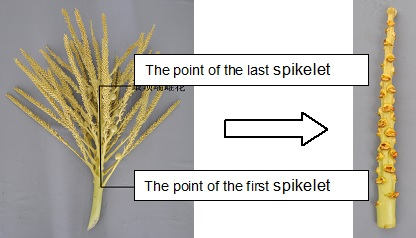 The point of the last spikelet
The point of the first spikelet